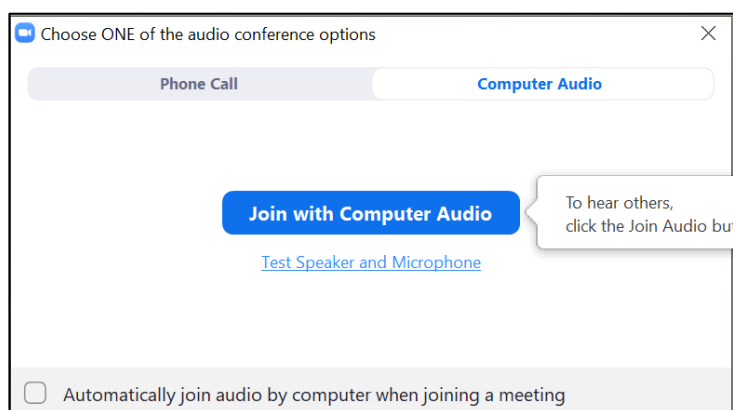 Choose ONE of the audio conference options
Phone Call
Computer Audio
Join with Computer Audio
To hear others,
click the Join Audio
Test Speaker and Microphone
Automatically join audio by computer when joining a meeting